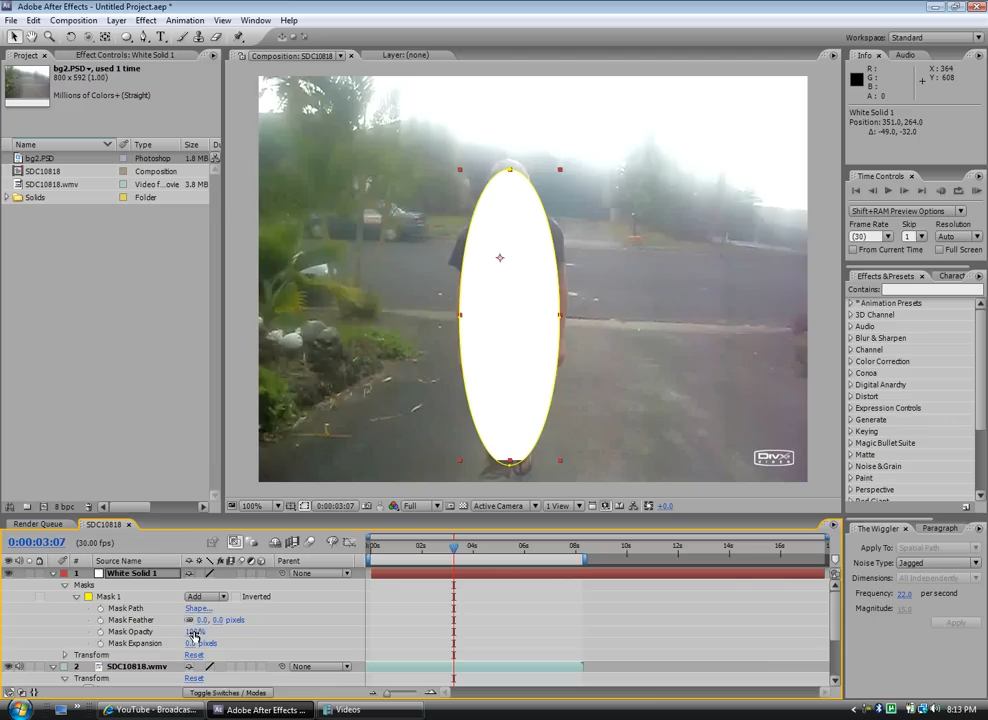 Adobe After Effects - Untitled Project.aep *
File Edit Composition Layer Effect Animation View Window Help
Workspace: Standard
Project Effect Controls: White Solid 1
Composition: SDC10818 Layer: (none)
Info Audio
bg2.PSD , used 1 time
800 x 592 (1.00)
Millions of Colors+ (Straight)
R :
G :
B :
A : 0
X : 364
Y : 608
White Solid 1
Position: 351.0, 264.0
Δ: -49.0, -32.0
Name Type Size
bg2.PSD Photoshop 1.8 MB
SDC10818 Composition
SDC10818.wmv Video f...ovie 3.8 MB
Solids Folder
Time Controls
Shift+RAM Preview Options
Frame Rate Skip Resolution
(30) 1 Auto
From Current Time Full Screen
Effects & Presets Charact
Contains:
* Animation Presets
3D Channel
Audio
Blur & Sharpen
Channel
Color Correction
Conoa
Digital Anarchy
Distort
Expression Controls
Generate
Keying
Magic Bullet Suite
Matte
Noise & Grain
Paint
Perspective
DivX
VIDEO
8 bpc
100% 0:00:03:07 Full Active Camera 1 View +0.0
Render Queue SDC10818
0:00:03:07 (30.00 fps)
:00s 02s 04s 06s 08s 10s 12s 14s 16s
# Source Name Parent
1 White Solid 1 None
Masks
Mask 1 Add Inverted
Mask Path Shape...
Mask Feather 0.0, 0.0 pixels
Mask Opacity
Mask Expansion pixels
Transform Reset
2 SDC10818.wmv None
Transform Reset
Toggle Switches / Modes
The Wiggler Paragraph
Apply To: Spatial Path
Noise Type: Jagged
Dimensions: All Independently
Frequency: 22.0 per second
Magnitude: 15.0
Apply
YouTube - Broadcas... Adobe After Effects ... Videos 8:13 PM